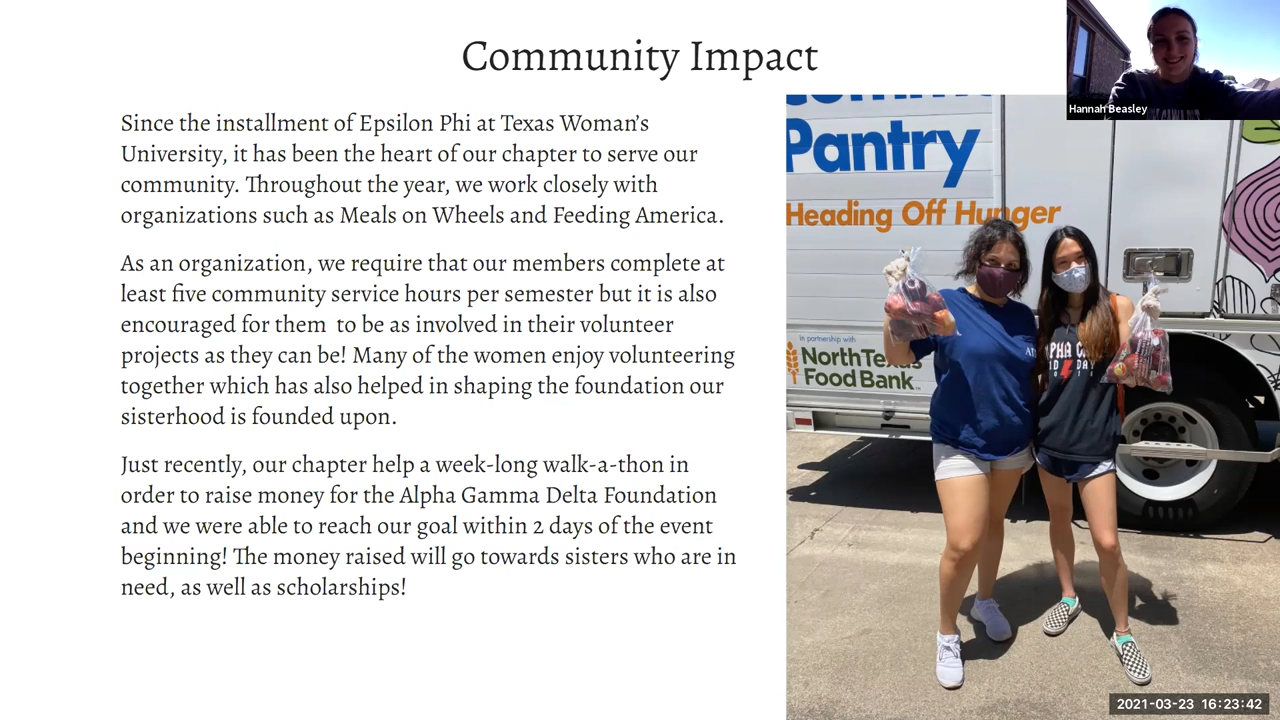 Community Impact
Hannah Beasley
Since the installment of Epsilon Phi at Texas Woman's
University, it has been the heart of our chapter to serve our
community. Throughout the year, we work closely with
organizations such as Meals on Wheels and Feeding America.
As an organization, we require that our members complete at
least five community service hours per semester but it is also
encouraged for them  to be as involved in their volunteer
projects as they can be! Many of the women enjoy volunteering
together which has also helped in shaping the foundation our
sisterhood is founded upon.
Just recently, our chapter help a week-long walk-a-thon in
order to raise money for the Alpha Gamma Delta Foundation
and we were able to reach our goal within 2 days of the event
beginning! The money raised will go towards sisters who are in
need, as well as scholarships!
Pantry
Heading Off Hunger
in partnership with
North Texas
Food Bank
2021-03-23 16:23:42